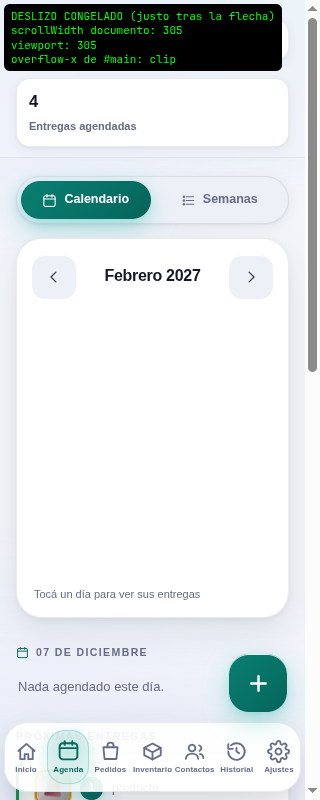 DESLIZO CONGELADO (justo tras la flecha)
scrollWidth documento: 305
viewport: 305
overflow-x de #main: clip
4
Entregas agendadas
Calendario
Semanas
Febrero 2027
Tocá un día para ver sus entregas
07 DE DICIEMBRE
Nada agendado este día.
PRÓXIMAS ENTREGAS
Inicio
Agenda
Pedidos
Inventario
Contactos
Historial
Ajustes
1 producto